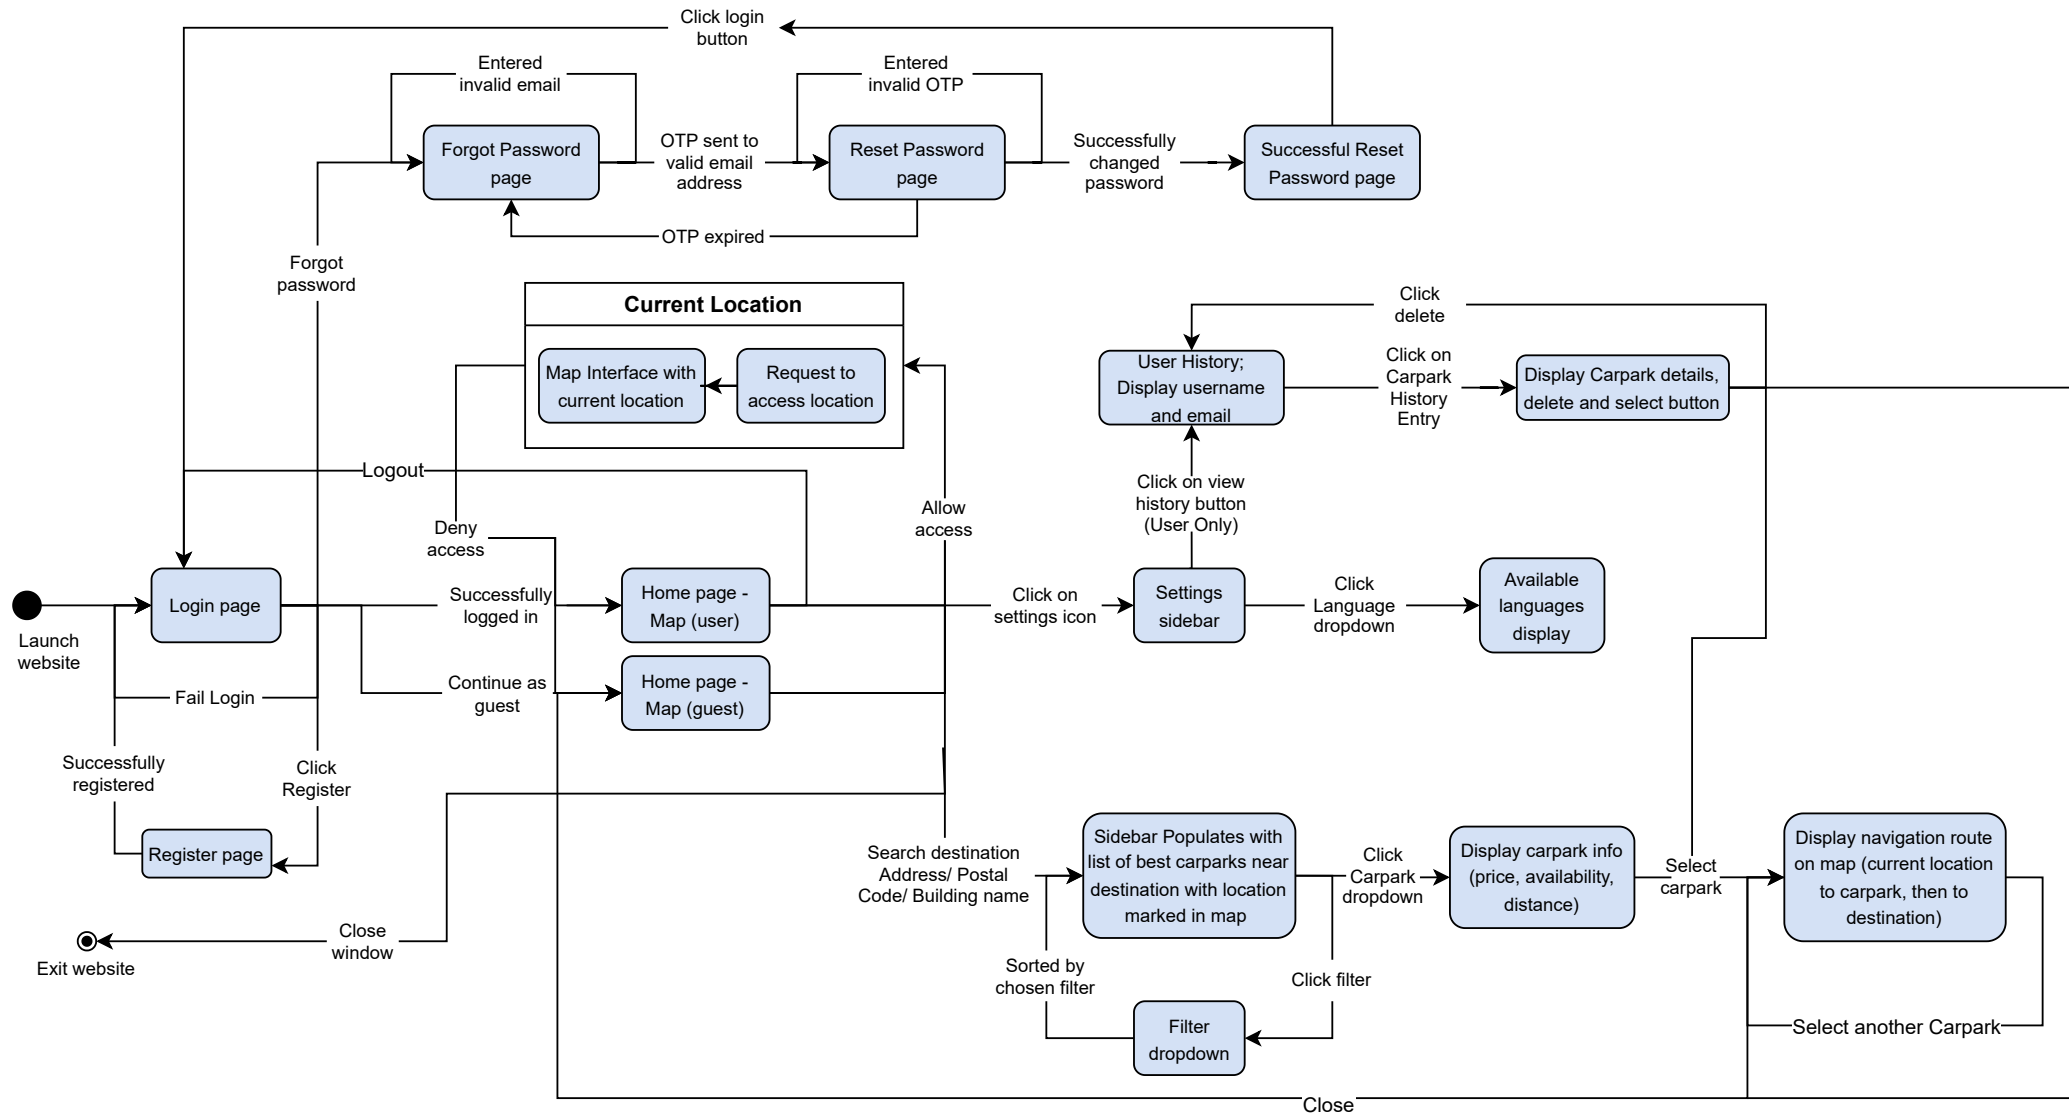 Click login
button
Entered
invalid email
Entered
invalid OTP
Forgot Password
page
OTP sent to
valid email
address
Reset Password
page
Successfully
changed
password
Successful Reset
Password page
OTP expired
Forgot
password
Current Location
Map Interface with
current location
Request to
access location
Click
delete
User History;
Display username
and email
Click on
Carpark
History
Entry
Display Carpark details,
delete and select button
Logout
Deny
access
Allow
access
Click on view
history button
(User Only)
Launch
website
Login page
Successfully
logged in
Home page -
Map (user)
Click on
settings icon
Settings
sidebar
Click
Language
dropdown
Available
languages
display
Fail Login
Continue as
guest
Home page -
Map (guest)
Successfully
registered
Click
Register
Register page
Search destination
Address/ Postal
Code/ Building name
Sidebar Populates with
list of best carparks near
destination with location
marked in map
Click
Carpark
dropdown
Display carpark info
(price, availability,
distance)
Select
carpark
Display navigation route
on map (current location
to carpark, then to
destination)
Close
window
Exit website
Sorted by
chosen filter
Click filter
Filter
dropdown
Select another Carpark
Close